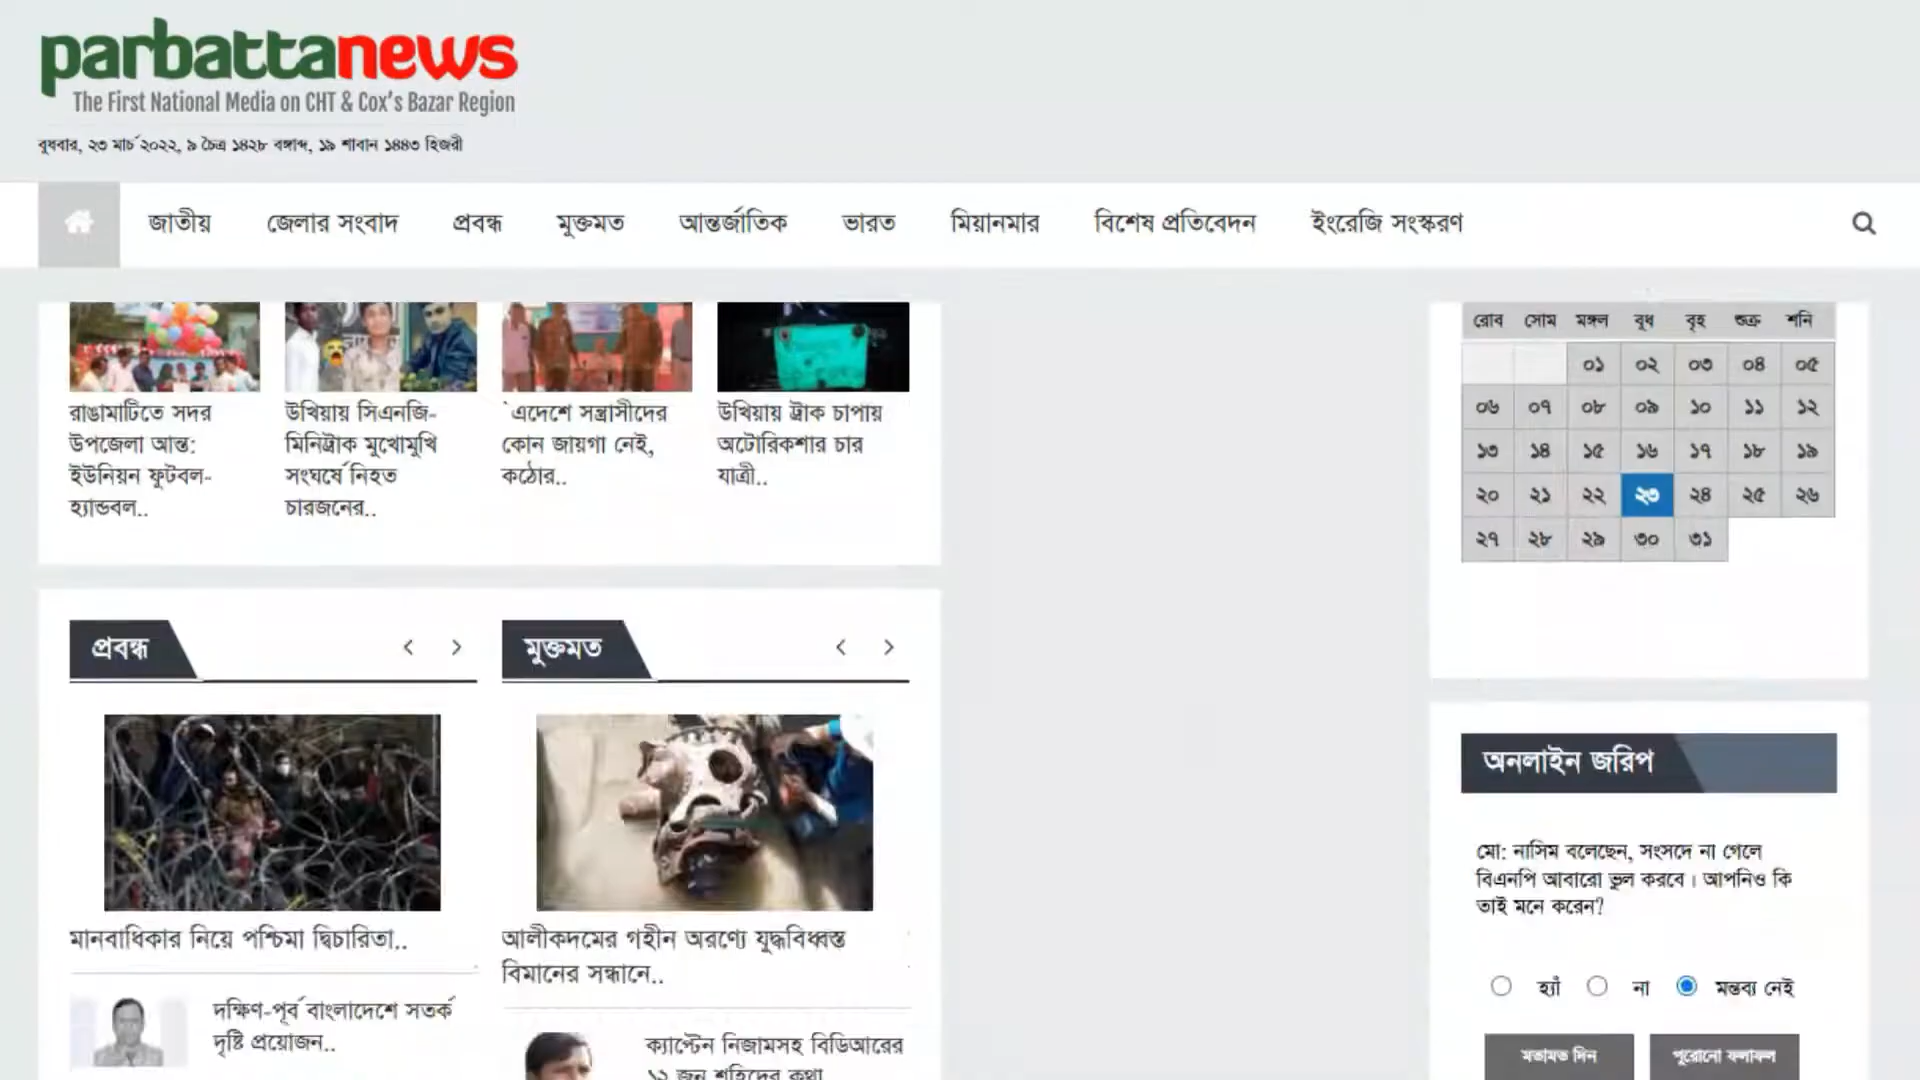 parbattanews
The First National Media on CHT & Cox's Bazar Region
বুধবার, ২৩ মার্চ ২০২২, ৯ চৈত্র ১৪২৮ বঙ্গাব্দ, ১৯ শাবান ১৪৪৩ হিজরী
জাতীয় জেলার সংবাদ প্রবন্ধ মুক্তমত আন্তর্জাতিক ভারত মিয়ানমার বিশেষ প্রতিবেদন ইংরেজি সংস্করণ
রাঙামাটিতে সদর
উপজেলা আন্ত:
ইউনিয়ন ফুটবল-
হ্যান্ডবল..
উখিয়ায় সিএনজি-
মিনিট্রাক মুখোমুখি
সংঘর্ষে নিহত
চারজনের..
`এদেশে সন্ত্রাসীদের
কোন জায়গা নেই,
কঠোর..
উখিয়ায় ট্রাক চাপায়
অটোরিকশার চার
যাত্রী..
রোব সোম মঙ্গল বুধ বৃহ শুক্র শনি
০১ ০২ ০৩ ০৪ ০৫
০৬ ০৭ ০৮ ০৯ ১০ ১১ ১২
১৩ ১৪ ১৫ ১৬ ১৭ ১৮ ১৯
২০ ২১ ২২ ২৩ ২৪ ২৫ ২৬
২৭ ২৮ ২৯ ৩০ ৩১
প্রবন্ধ
মানবাধিকার নিয়ে পশ্চিমা দ্বিচারিতা..
দক্ষিণ-পূর্ব বাংলাদেশে সতর্ক
দৃষ্টি প্রয়োজন..
মুক্তমত
আলীকদমের গহীন অরণ্যে যুদ্ধবিধ্বস্ত
বিমানের সন্ধানে..
ক্যাপ্টেন নিজামসহ বিডিআরের
১২ জন শহিদের কথা
অনলাইন জরিপ
মো: নাসিম বলেছেন, সংসদে না গেলে
বিএনপি আবারো ভুল করবে। আপনিও কি
তাই মনে করেন?
হ্যাঁ না মন্তব্য নেই
মতামত দিন পুরোনো ফলাফল